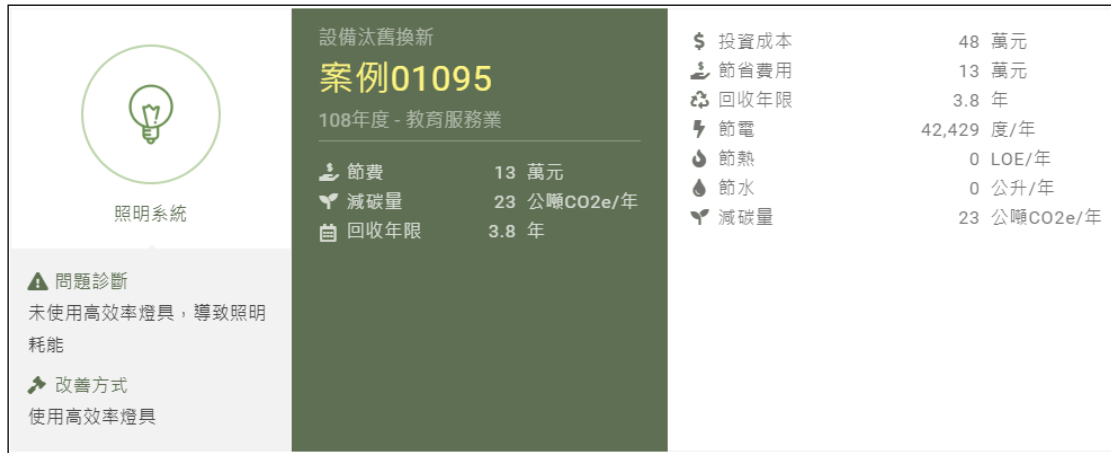 照明系統
問題診斷
未使用高效率燈具，導致照明
耗能
改善方式
使用高效率燈具
設備汰舊換新
案例01095
108年度 - 教育服務業
節費 13 萬元
減碳量 23 公噸CO2e/年
回收年限 3.8 年
投資成本 48 萬元
節省費用 13 萬元
回收年限 3.8 年
節電 42,429 度/年
節熱 0 LOE/年
節水 0 公升/年
減碳量 23 公噸CO2e/年